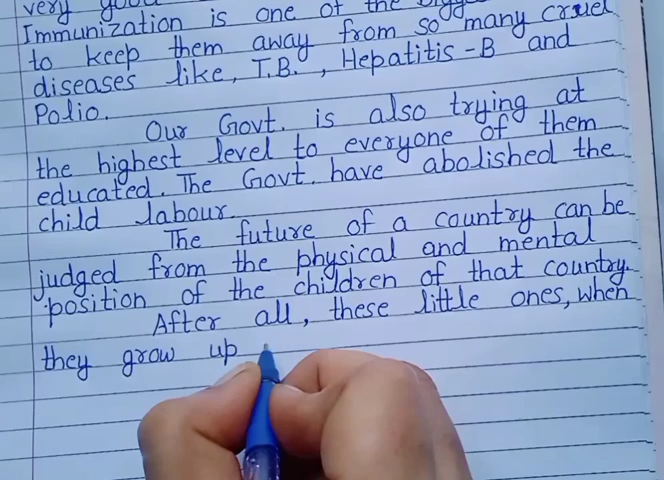 very good
Immunization is one of the bigge
to keep them away from so many cruel
diseases like, T.B., Hepatitis-B and
Polio.
Our Govt. is also trying at
the highest level to everyone of them
educated. The Govt. have abolished the
child labour.
The future of a country can be
judged from the physical and mental
position of the children of that country.
After all, these little ones, when
they grow up